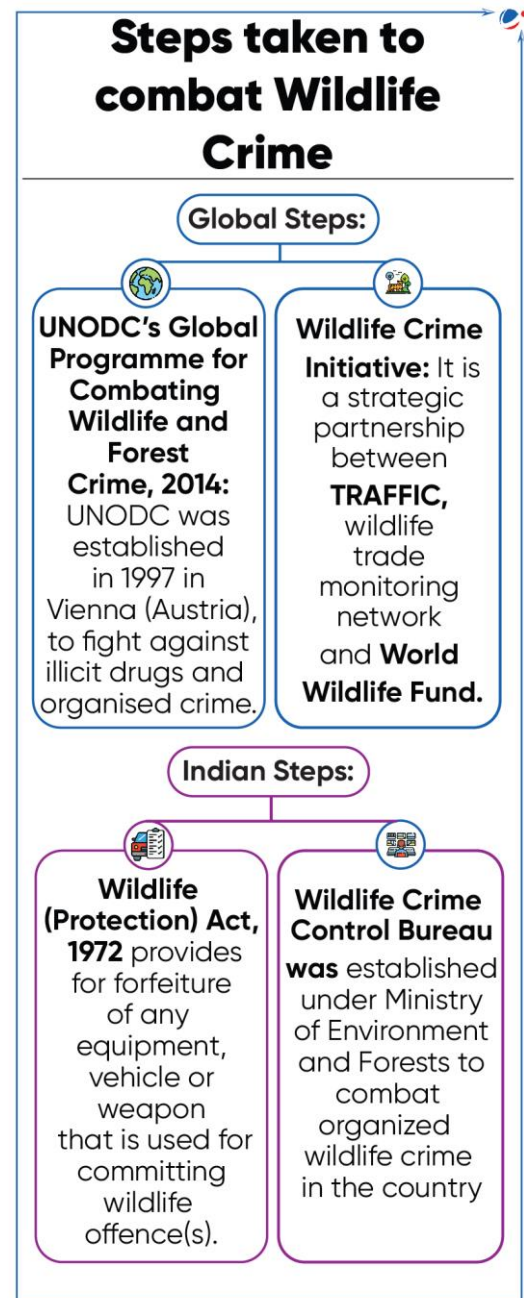 Steps taken to
combat Wildlife
Crime
Global Steps:
UNODC's Global
Programme for
Combating
Wildlife and
Forest
Crime, 2014:
UNODC was
established
in 1997 in
Vienna (Austria),
to fight against
illicit drugs and
organised crime.
Wildlife Crime
Initiative: It is
a strategic
partnership
between
TRAFFIC,
wildlife
trade
monitoring
network
and World
Wildlife Fund.
Indian Steps:
Wildlife
(Protection) Act,
1972 provides
for forfeiture
of any
equipment,
vehicle or
weapon
that is used for
committing
wildlife
offence(s).
Wildlife Crime
Control Bureau
was established
under Ministry
of Environment
and Forests to
combat
organized
wildlife crime
in the country